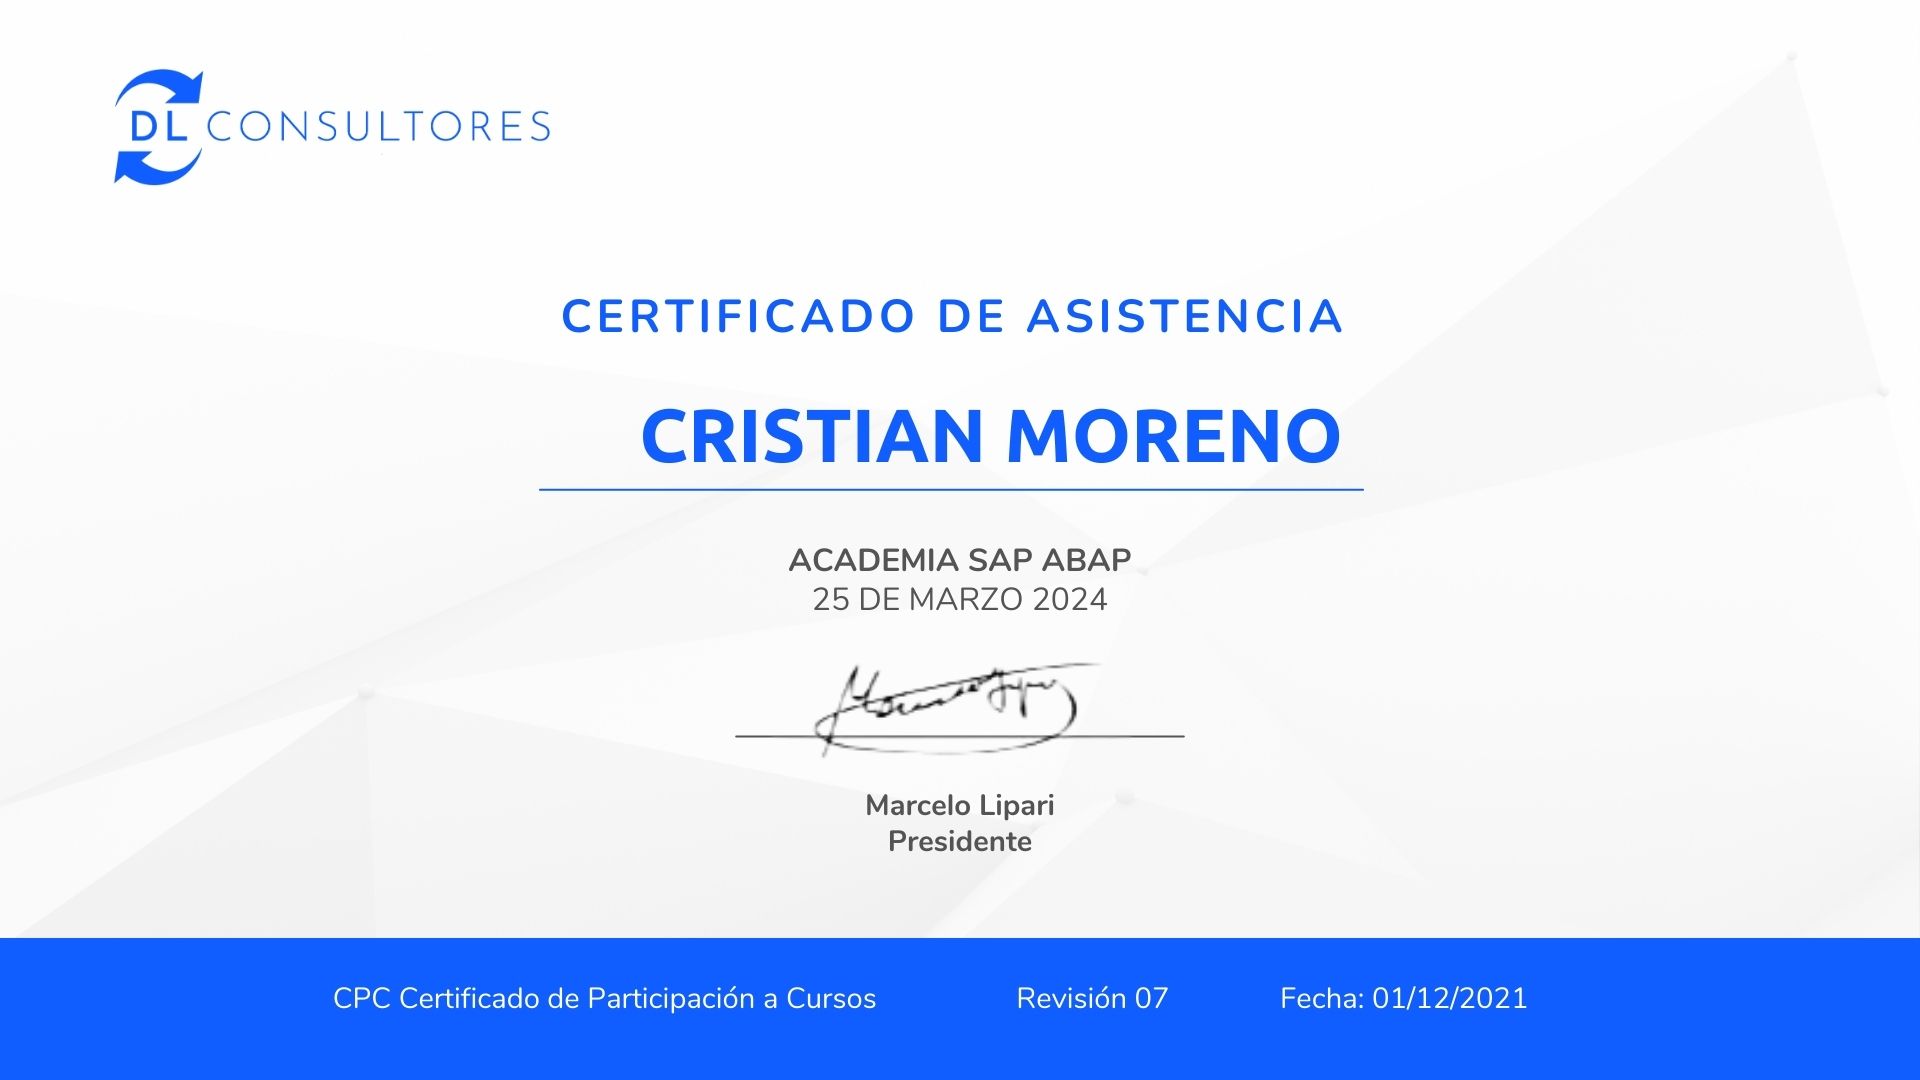 DL CONSULTORES
CERTIFICADO DE ASISTENCIA
CRISTIAN MORENO
ACADEMIA SAP ABAP
25 DE MARZO 2024
Marcelo Lipari
Presidente
CPC Certificado de Participación a Cursos Revisión 07 Fecha: 01/12/2021